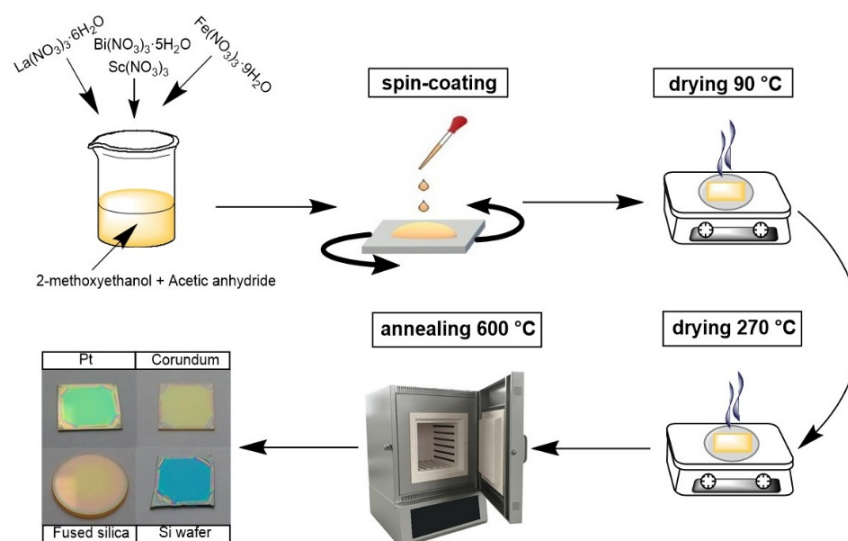 La(NO₃)₃·6H₂O
Bi(NO₃)₃·5H₂O
Sc(NO₃)₃
Fe(NO₃)₃·9H₂O
2-methoxyethanol + Acetic anhydride
spin-coating
drying 90 °C
drying 270 °C
annealing 600 °C
Pt
Corundum
Fused silica
Si wafer